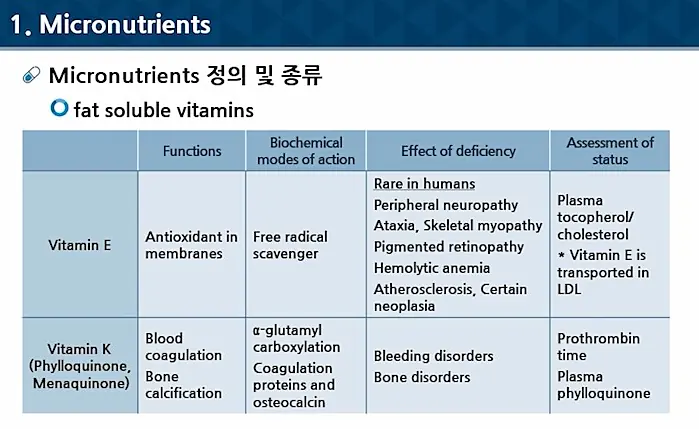 1. Micronutrients
Micronutrients 정의 및 종류
fat soluble vitamins
Functions
Biochemical
modes of action
Effect of deficiency
Assessment of
status
Vitamin E
Antioxidant in
membranes
Free radical
scavenger
Rare in humans
Peripheral neuropathy
Ataxia, Skeletal myopathy
Pigmented retinopathy
Hemolytic anemia
Atherosclerosis, Certain
neoplasia
Plasma
tocopherol/
cholesterol
* Vitamin E is
transported in
LDL
Vitamin K
(Phylloquinone,
Menaquinone)
Blood
coagulation
Bone
calcification
α-glutamyl
carboxylation
Coagulation
proteins and
osteocalcin
Bleeding disorders
Bone disorders
Prothrombin
time
Plasma
phylloquinone